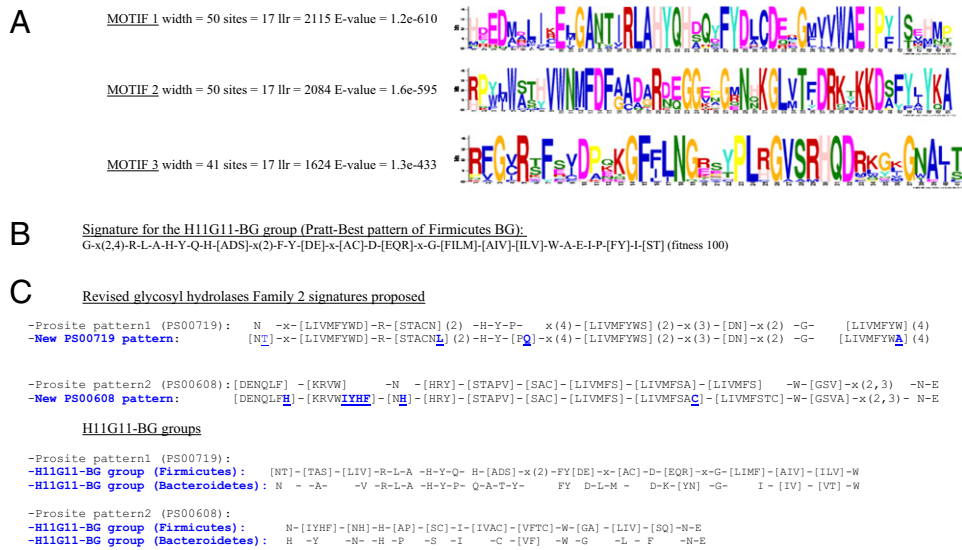 A
MOTIF 1 width = 50 sites = 17 llr = 2115 E-value = 1.2e-610
MOTIF 2 width = 50 sites = 17 llr = 2084 E-value = 1.6e-595
MOTIF 3 width = 41 sites = 17 llr = 1624 E-value = 1.3e-433
B
Signature for the H11G11-BG group (Pratt-Best pattern of Firmicutes BG):
G-x(2,4)-R-L-A-H-Y-Q-H-[ADS]-x(2)-F-Y-[DE]-x-[AC]-D-[EQR]-x-G-[FILM]-[AIV]-[ILV]-W-A-E-I-P-[FY]-I-[ST] (fitness 100)
C
Revised glycosyl hydrolases Family 2 signatures proposed
-Prosite pattern1 (PS00719): N -x-[LIVMFYWD]-R-[STACN](2) -H-Y-P- x(4)-[LIVMFYWS](2)-x(3)-[DN]-x(2) -G- [LIVMFYW](4)
-New PS00719 pattern: [NT]-x-[LIVMFYWD]-R-[STACNL](2)-H-Y-[PQ]-x(4)-[LIVMFYWS](2)-x(3)-[DN]-x(2) -G- [LIVMFYWA](4)
-Prosite pattern2 (PS00608): [DENQLF] -[KRVW] -N -[HRY]-[STAPV]-[SAC]-[LIVMFS]-[LIVMFSA]-[LIVMFS] -W-[GSV]-x(2,3) -N-E
-New PS00608 pattern: [DENQLFH]-[KRVWIYHF]-[NH]-[HRY]-[STAPV]-[SAC]-[LIVMFS]-[LIVMFSAC]-[LIVMFSTC]-W-[GSVA]-x(2,3)- N-E
H11G11-BG groups
-Prosite pattern1 (PS00719):
-H11G11-BG group (Firmicutes): [NT]-[TAS]-[LIV]-R-L-A -H-Y-Q- H-[ADS]-x(2)-FY[DE]-x-[AC]-D-[EQR]-x-G-[LIMF]-[AIV]-[ILV]-W
-H11G11-BG group (Bacteroidetes): N - -A- -V -R-L-A -H-Y-P- Q-A-T-Y- FY D-L-M - D-K-[YN] -G- I - [IV] - [VT] - W
-Prosite pattern2 (PS00608):
-H11G11-BG group (Firmicutes): N-[IYHF]-[NH]-H-[AP]-[SC]-I-[IVAC]-[VFTC]-W-[GA]-[LIV]-[SQ]-N-E
-H11G11-BG group (Bacteroidetes): H -Y -N- -H -P -S -I -C -[VF] -W -G -L - F -N-E